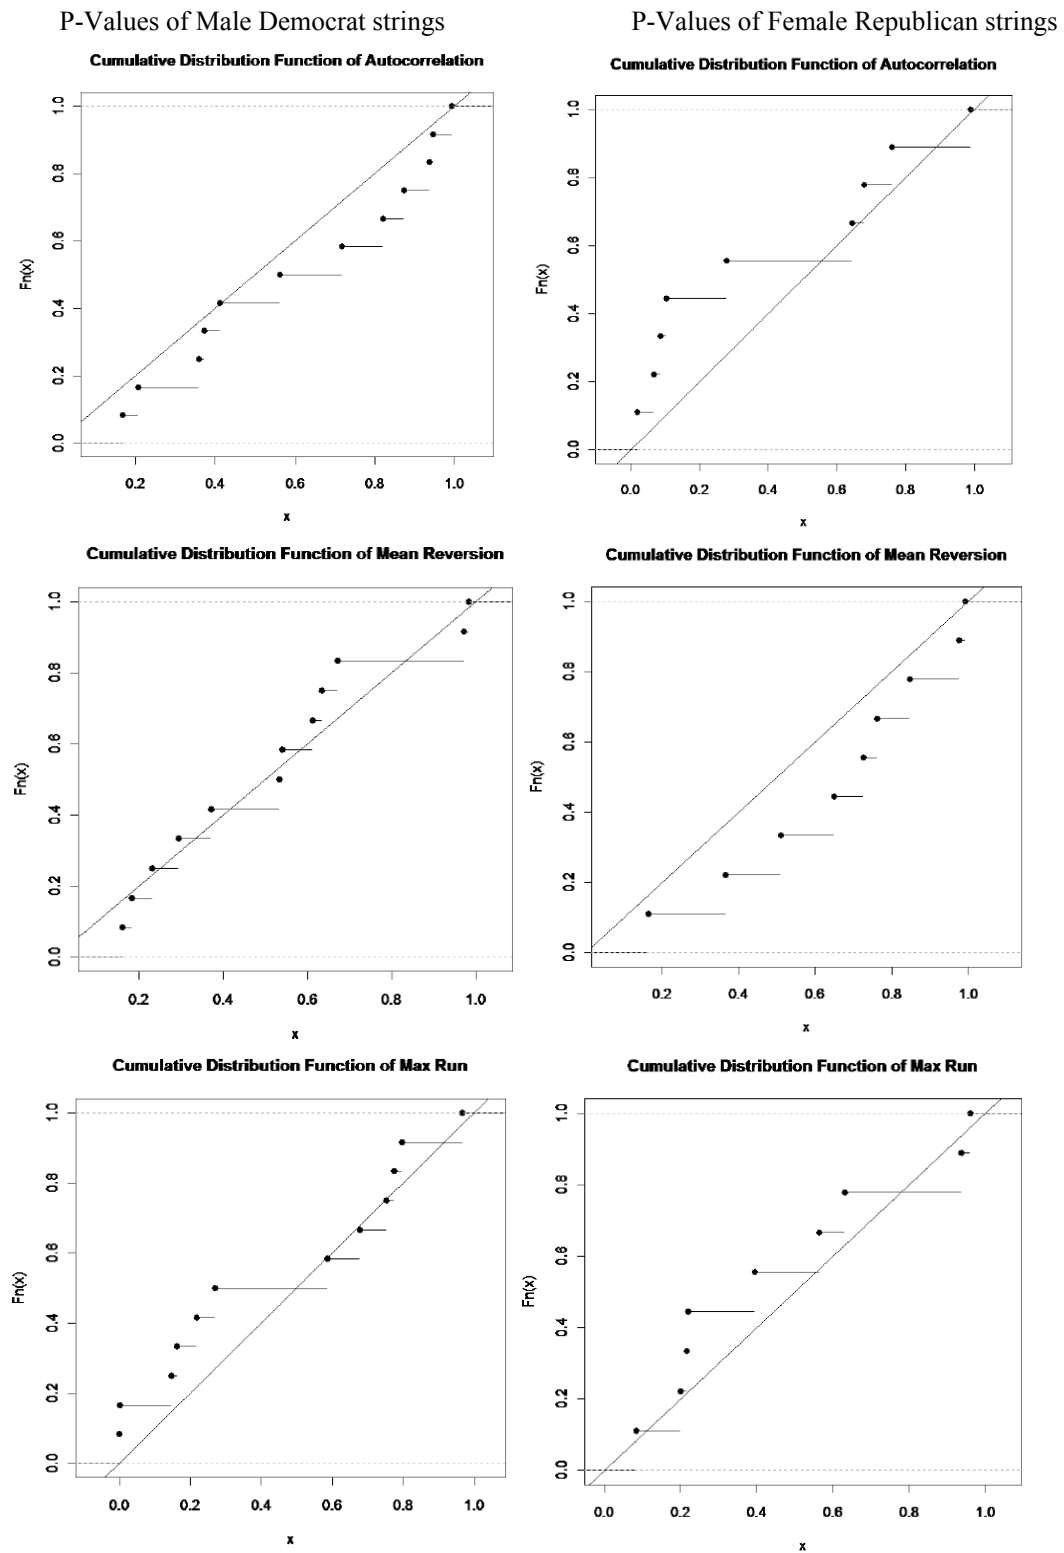 P-Values of Male Democrat strings
P-Values of Female Republican strings
Cumulative Distribution Function of Autocorrelation
Fn(x)
0.0 0.2 0.4 0.6 0.8 1.0
0.2 0.4 0.6 0.8 1.0
x
Cumulative Distribution Function of Autocorrelation
Fn(x)
0.0 0.2 0.4 0.6 0.8 1.0
0.0 0.2 0.4 0.6 0.8 1.0
x
Cumulative Distribution Function of Mean Reversion
Fn(x)
0.0 0.2 0.4 0.6 0.8 1.0
0.2 0.4 0.6 0.8 1.0
x
Cumulative Distribution Function of Mean Reversion
Fn(x)
0.0 0.2 0.4 0.6 0.8 1.0
0.2 0.4 0.6 0.8 1.0
x
Cumulative Distribution Function of Max Run
Fn(x)
0.0 0.2 0.4 0.6 0.8 1.0
0.0 0.2 0.4 0.6 0.8 1.0
x
Cumulative Distribution Function of Max Run
Fn(x)
0.0 0.2 0.4 0.6 0.8 1.0
0.0 0.2 0.4 0.6 0.8 1.0
x